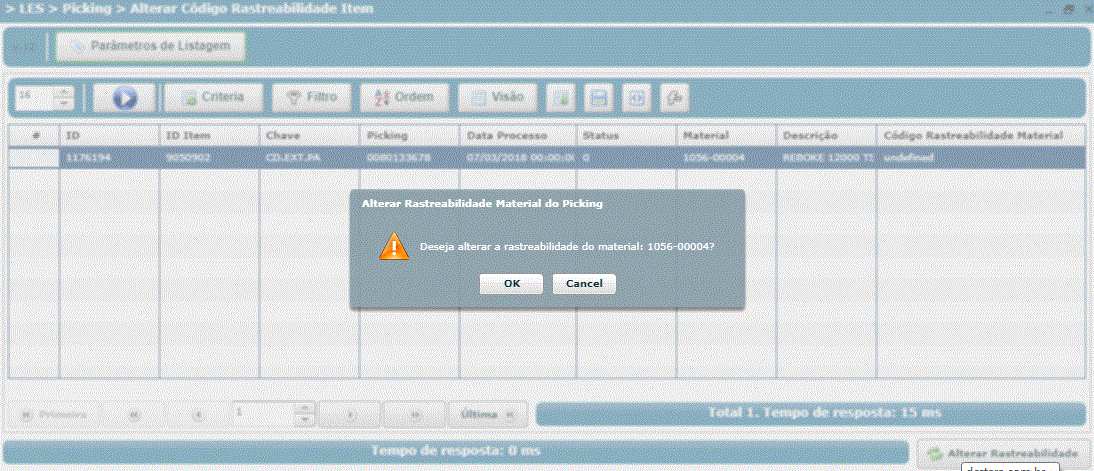 > LES > Picking > Alterar Código Rastreabilidade Item
v.12 Parâmetros de Listagem
16 Criteria Filtro Ordem Visão
# ID ID Item Chave Picking Data Processo Status Material Descrição Código Rastreabilidade Material
1176194 9050902 CD.EXT.PA 0080133678 07/03/2018 00:00:00 0 1056-00004 REBOKE 12000 undefined
Alterar Rastreabilidade Material do Picking
Deseja alterar a rastreabilidade do material: 1056-00004?
OK Cancel
Primeira 1 Última Total 1. Tempo de resposta: 15 ms
Tempo de resposta: 0 ms Alterar Rastreabilidade